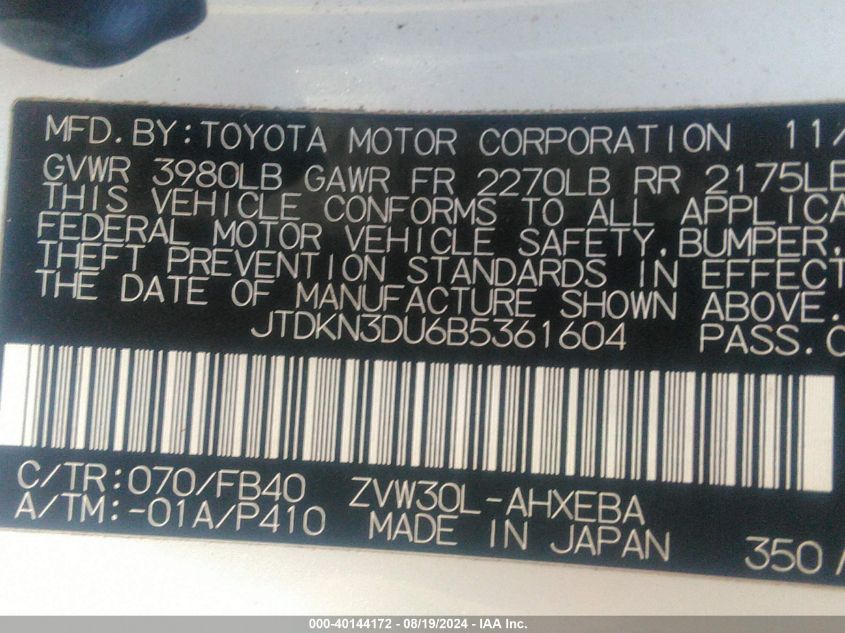 MFD.BY:TOYOTA MOTOR CORPORATION 11/
GVWR 3980LB GAWR FR 2270LB RR 2175LB
THIS VEHICLE CONFORMS TO ALL APPLICA
FEDERAL MOTOR VEHICLE SAFETY,BUMPER,
THEFT PREVENTION STANDARDS IN EFFECT
THE DATE OF MANUFACTURE SHOWN ABOVE.
JTDKN3DU6B5361604 PASS.C
C/TR:070/FB40 ZVW30L-AHXEBA
A/TM:-01A/P410 MADE IN JAPAN 350/
000-40144172 - 08/19/2024 - IAA Inc.